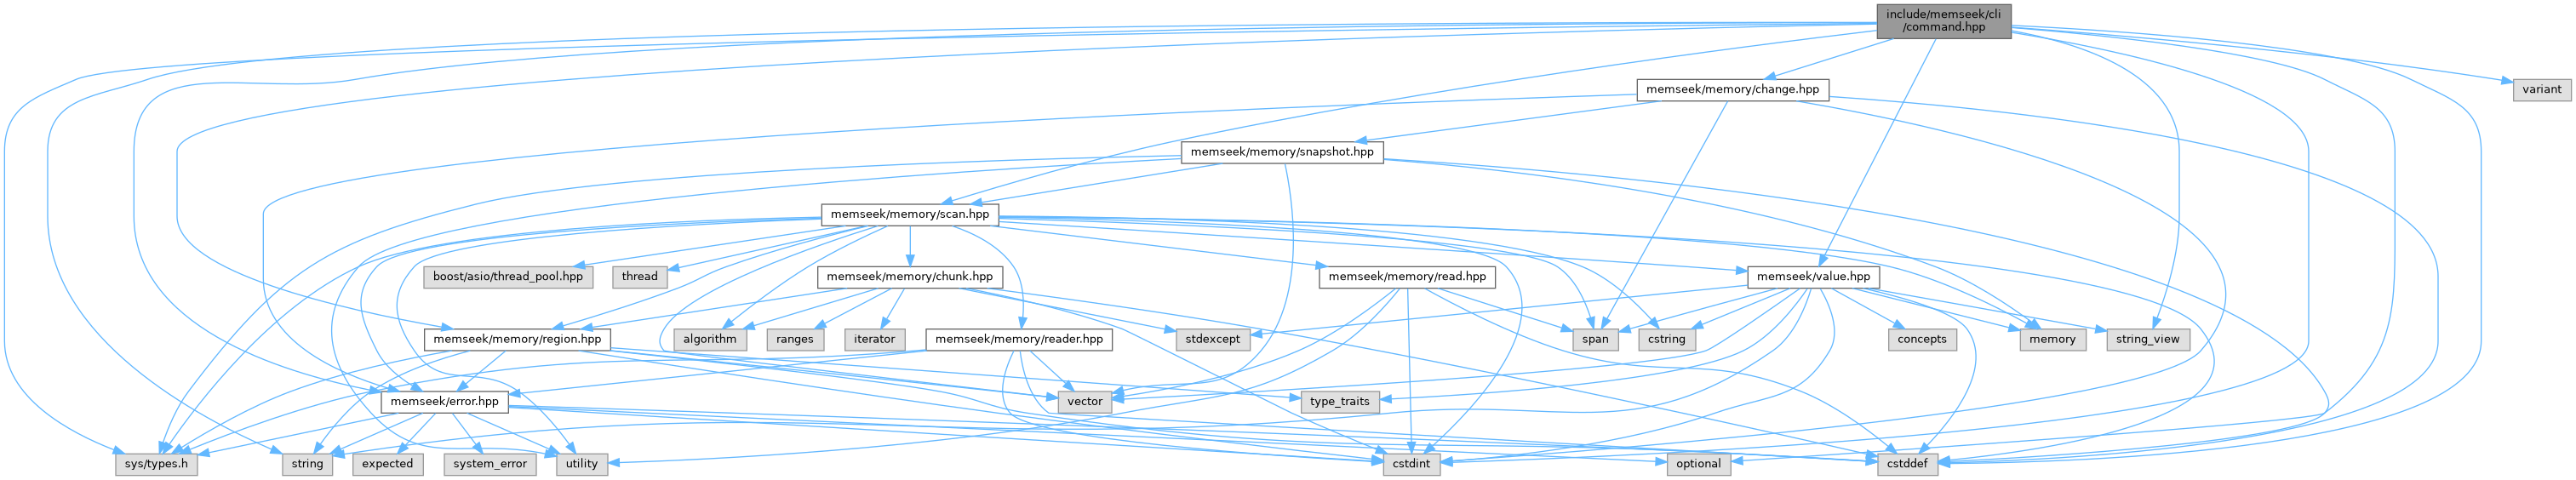 include/memseek/cli
/command.hpp
memseek/memory/change.hpp
variant
memseek/memory/snapshot.hpp
memseek/memory/scan.hpp
boost/asio/thread_pool.hpp
thread
memseek/memory/chunk.hpp
memseek/memory/read.hpp
memseek/value.hpp
memseek/memory/region.hpp
algorithm
ranges
iterator
memseek/memory/reader.hpp
stdexcept
span
cstring
concepts
memory
string_view
memseek/error.hpp
vector
type_traits
sys/types.h
string
expected
system_error
utility
cstdint
optional
cstddef